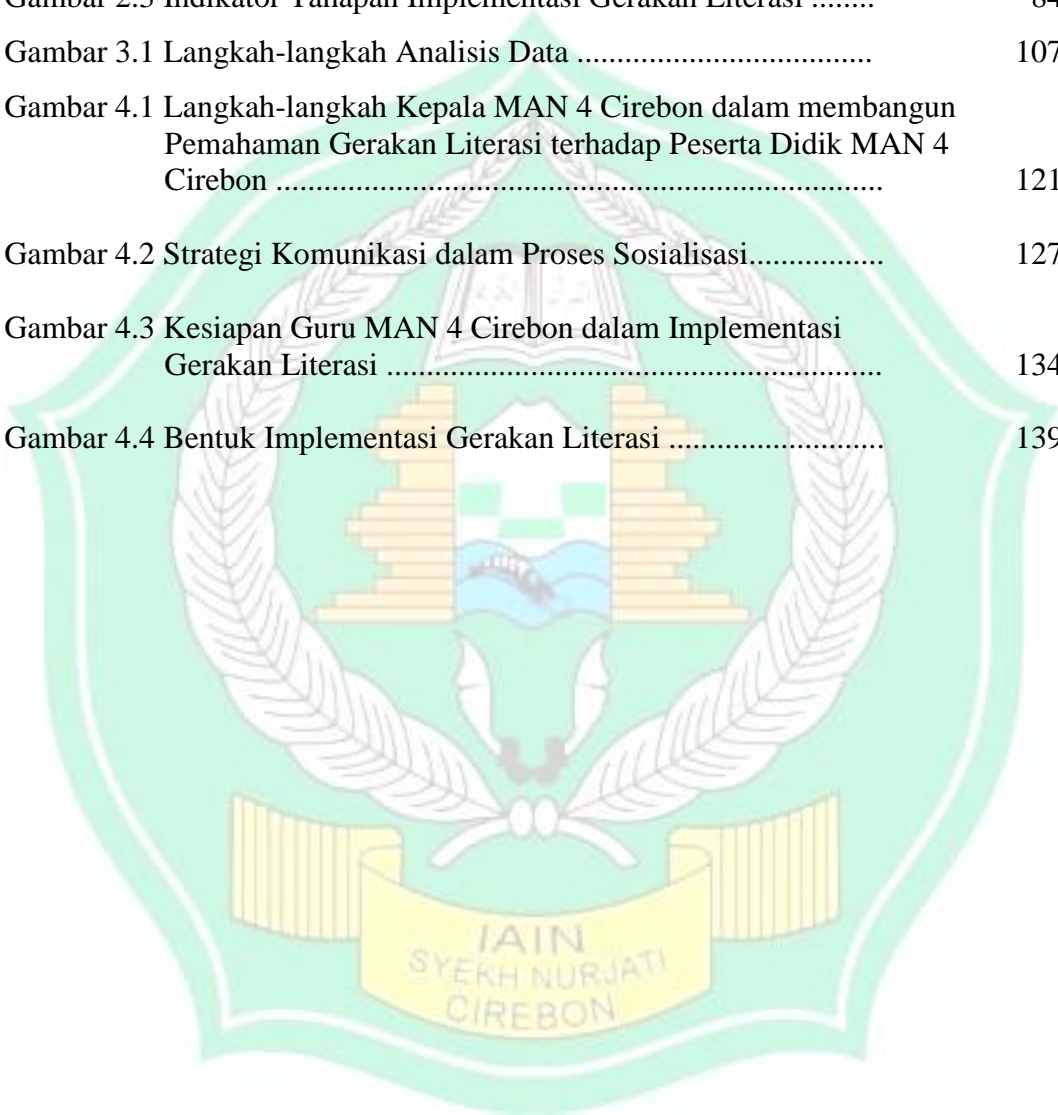 Gambar 3.1 Langkah-langkah Analisis Data ..................................... 107
Gambar 4.1 Langkah-langkah Kepala MAN 4 Cirebon dalam membangun
Pemahaman Gerakan Literasi terhadap Peserta Didik MAN 4
Cirebon ............................................................................ 121
Gambar 4.2 Strategi Komunikasi dalam Proses Sosialisasi................. 127
Gambar 4.3 Kesiapan Guru MAN 4 Cirebon dalam Implementasi
Gerakan Literasi .............................................................. 134
Gambar 4.4 Bentuk Implementasi Gerakan Literasi ........................... 139
IAIN
SYEKH NURJATI
CIREBON